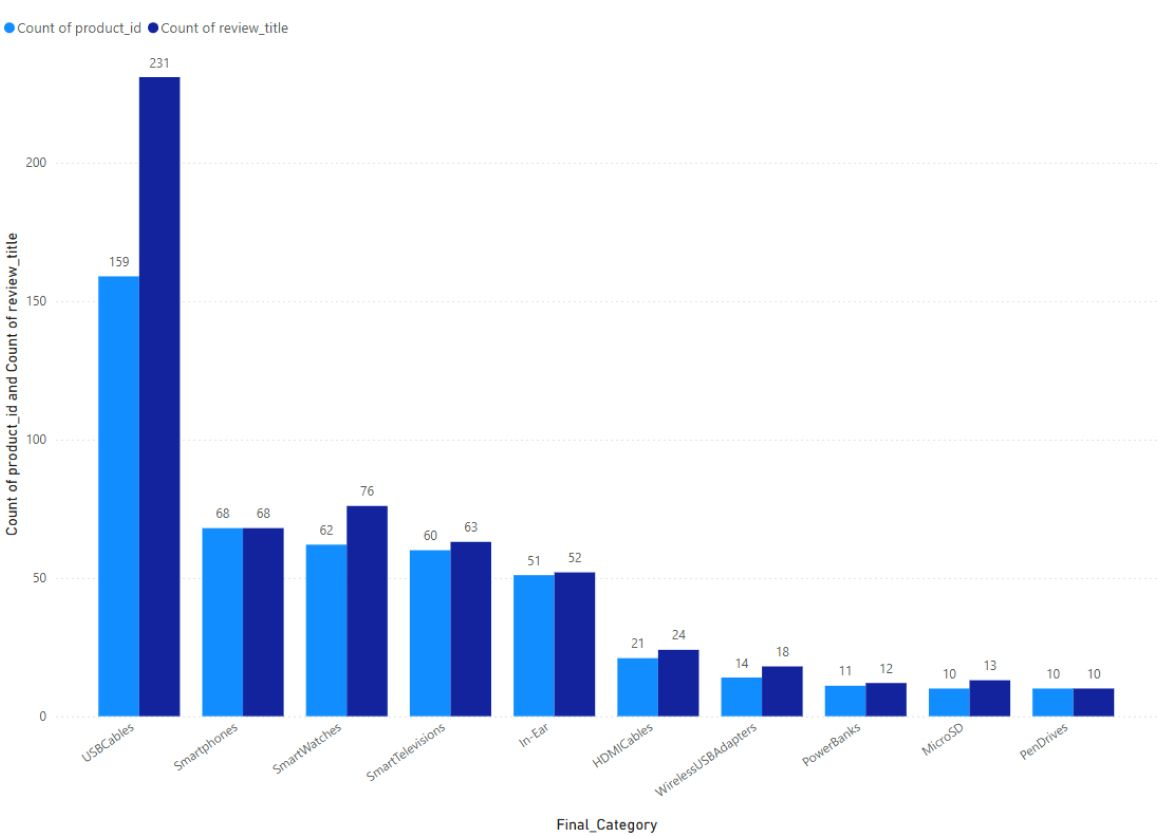 Count of product_id Count of review_title
Count of product_id and Count of review_title
200
150
100
50
0
159 231
68 68
62 76
60 63
51 52
21 24
14 18
11 12
10 13
10 10
USBCables
Smartphones
SmartWatches
SmartTelevisions
In-Ear
HDMICables
WirelessUSBAdapters
PowerBanks
MicroSD
PenDrives
Final_Category